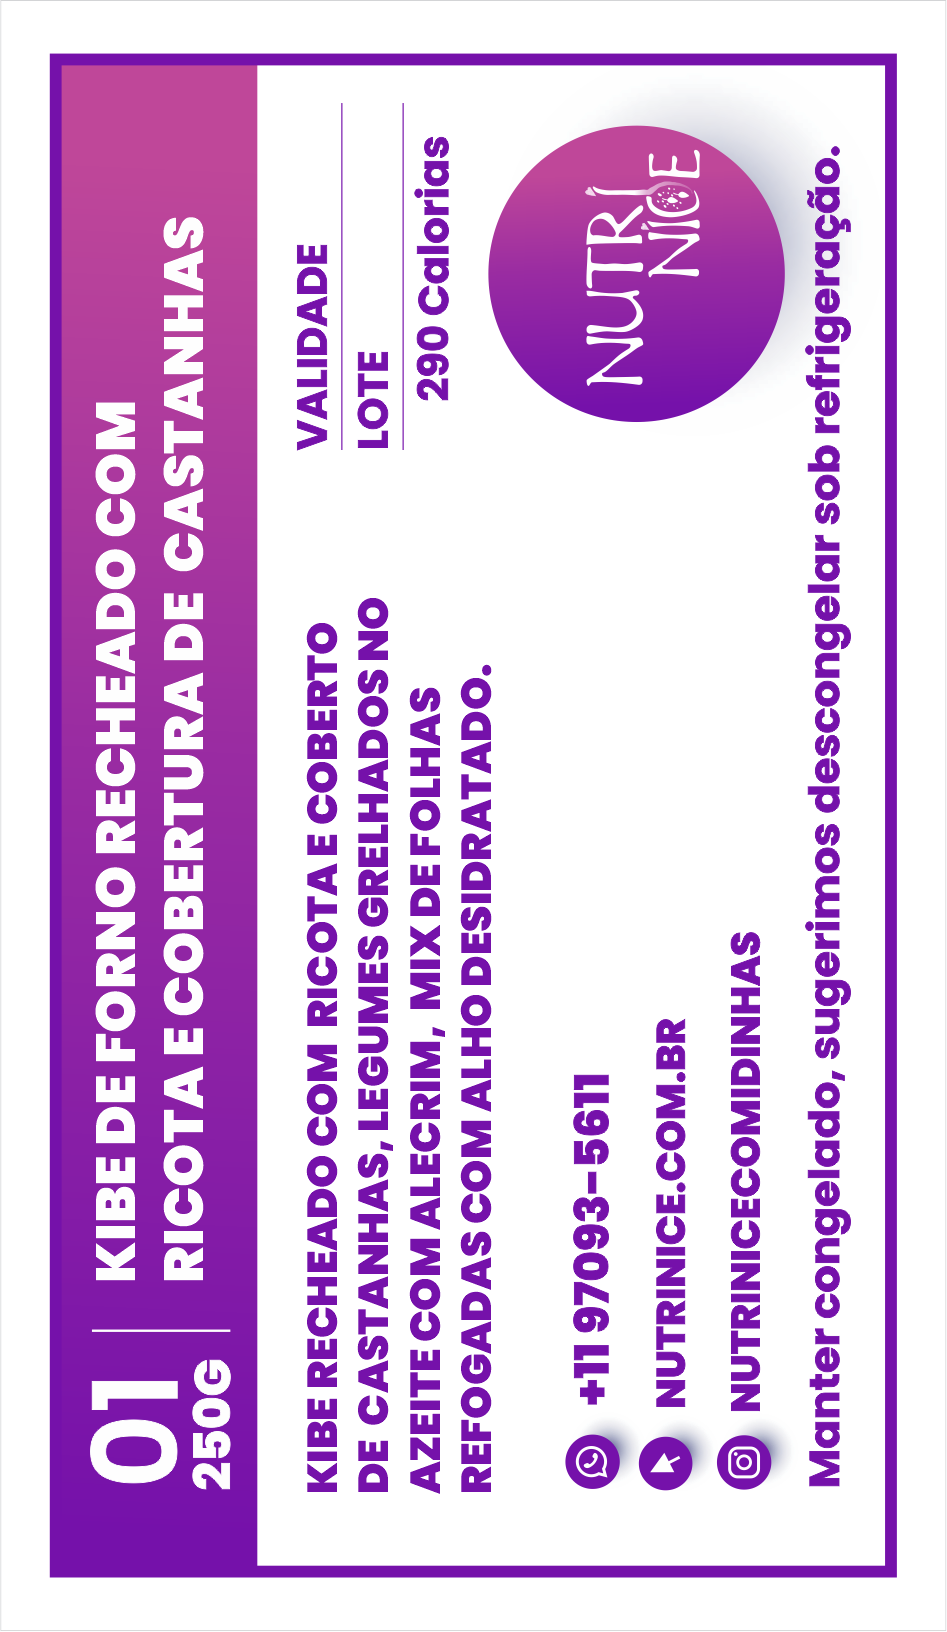 01
250G
KIBE DE FORNO RECHEADO COM
RICOTA E COBERTURA DE CASTANHAS
KIBE RECHEADO COM RICOTA E COBERTO
DE CASTANHAS, LEGUMES GRELHADOS NO
AZEITE COM ALECRIM, MIX DE FOLHAS
REFOGADAS COM ALHO DESIDRATADO.
VALIDADE
LOTE
290 Calorias
+11 97093-5611
NUTRINICE.COM.BR
NUTRINICECOMIDINHAS
NUTRÍ
NICE
Manter congelado, sugerimos descongelar sob refrigeração.